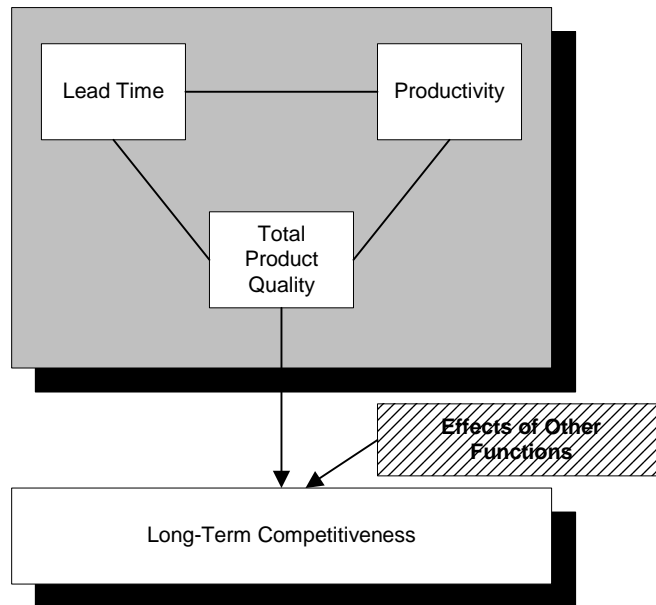 Lead Time
Productivity
Total
Product
Quality
Effects of Other
Functions
Long-Term Competitiveness